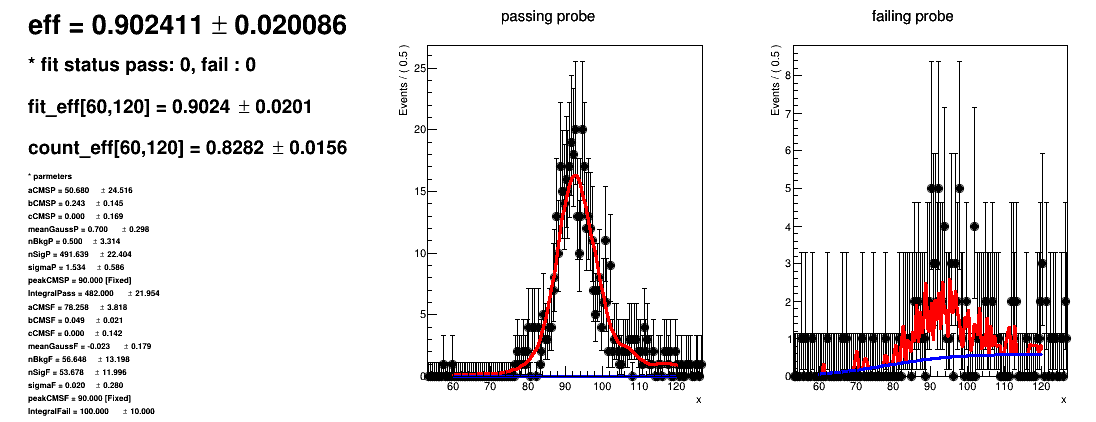 eff = 0.902411 ± 0.020086
* fit status pass: 0, fail : 0
fit_eff[60,120] = 0.9024 ± 0.0201
count_eff[60,120] = 0.8282 ± 0.0156
* parmeters
aCMSP = 50.680 ± 24.516
bCMSP = 0.243 ± 0.145
cCMSP = 0.000 ± 0.169
meanGaussP = 0.700 ± 0.298
nBkgP = 0.500 ± 3.314
nSigP = 491.639 ± 22.404
sigmaP = 1.534 ± 0.586
peakCMSP = 90.000 [Fixed]
IntegralPass = 482.000 ± 21.954
aCMSF = 78.258 ± 3.818
bCMSF = 0.049 ± 0.021
cCMSF = 0.000 ± 0.142
meanGaussF = -0.023 ± 0.179
nBkgF = 56.648 ± 13.198
nSigF = 53.678 ± 11.996
sigmaF = 0.020 ± 0.280
peakCMSF = 90.000 [Fixed]
IntegralFail = 100.000 ± 10.000
passing probe
Events / ( 0.5 )
25
20
15
10
5
0
60 70 80 90 100 110 120
x
failing probe
Events / ( 0.5 )
8
7
6
5
4
3
2
1
0
60 70 80 90 100 110 120
x